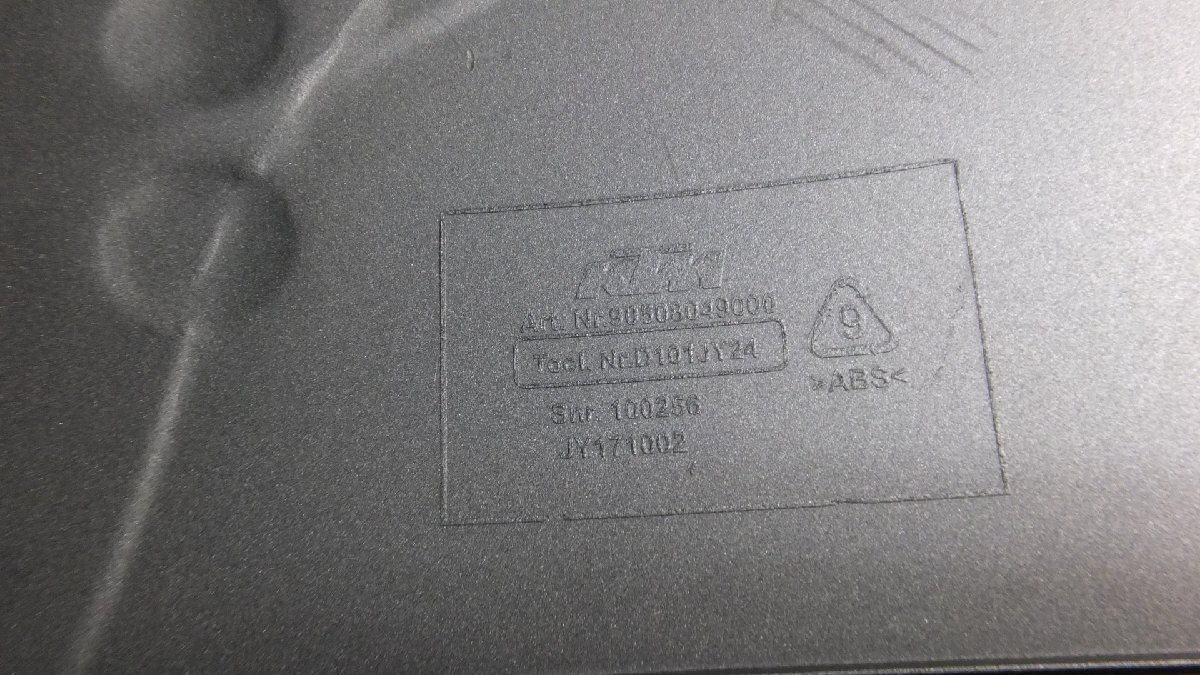 KTM
Art. Nr.90508049000
Tool. Nr.D101JY24
Snr. 100256
JY171002
9
>ABS<